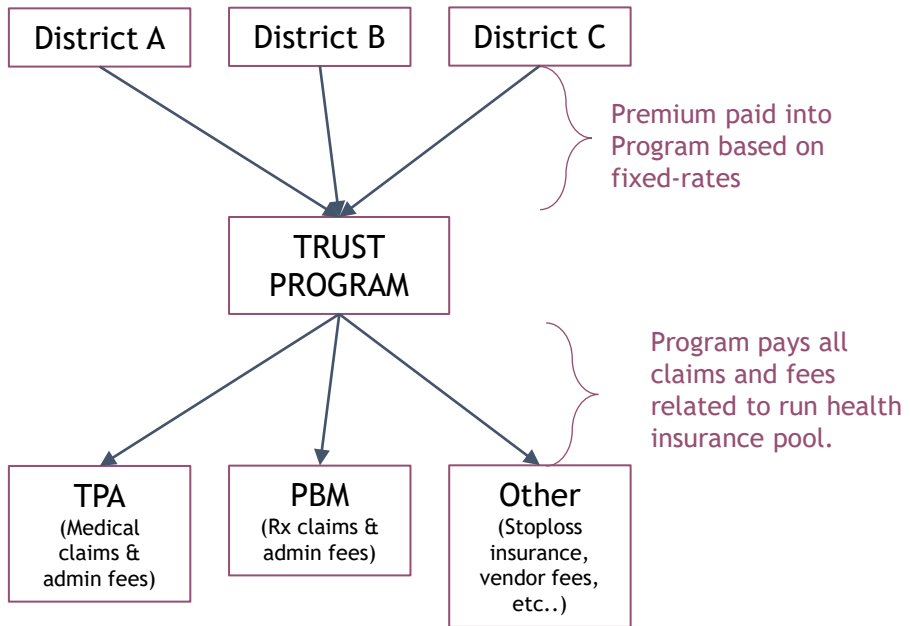 District A
District B
District C
Premium paid into
Program based on
fixed-rates
TRUST
PROGRAM
Program pays all
claims and fees
related to run health
insurance pool.
TPA
(Medical
claims &
admin fees)
PBM
(Rx claims &
admin fees)
Other
(Stoploss
insurance,
vendor fees,
etc..)